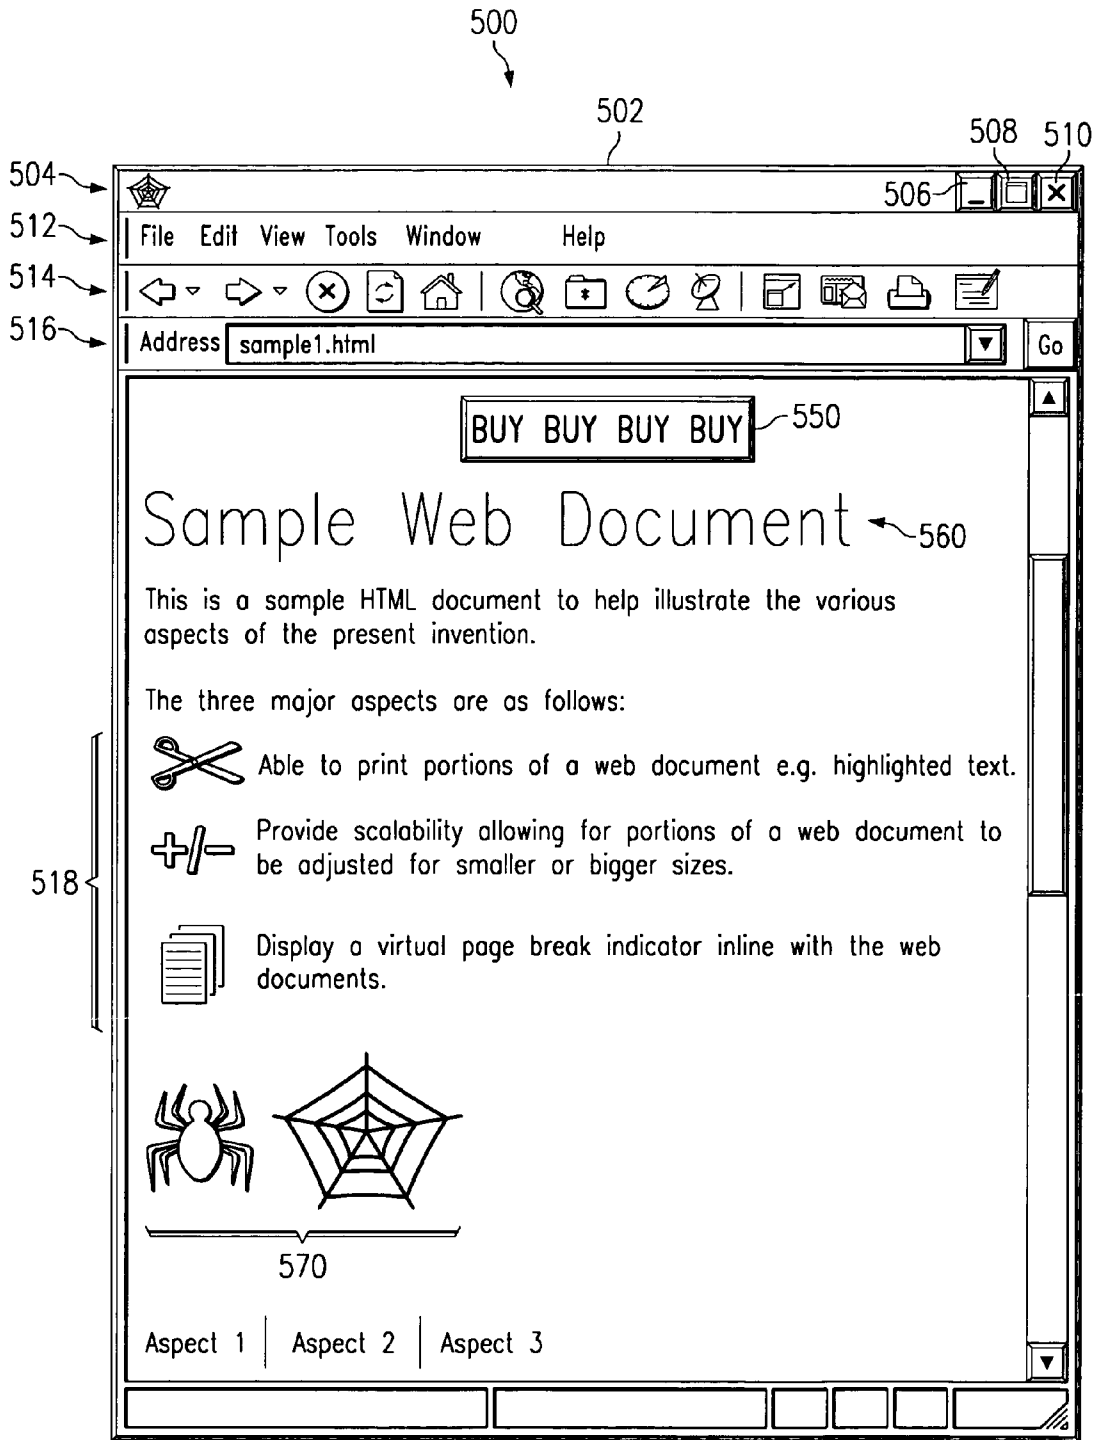 500
502
508 510
504
506
512
File Edit View Tools Window Help
514
516
Address sample1.html Go
BUY BUY BUY BUY
550
Sample Web Document
560
This is a sample HTML document to help illustrate the various
aspects of the present invention.
The three major aspects are as follows:
Able to print portions of a web document e.g. highlighted text.
+/-
Provide scalability allowing for portions of a web document to
be adjusted for smaller or bigger sizes.
518
Display a virtual page break indicator inline with the web
documents.
570
Aspect 1 Aspect 2 Aspect 3